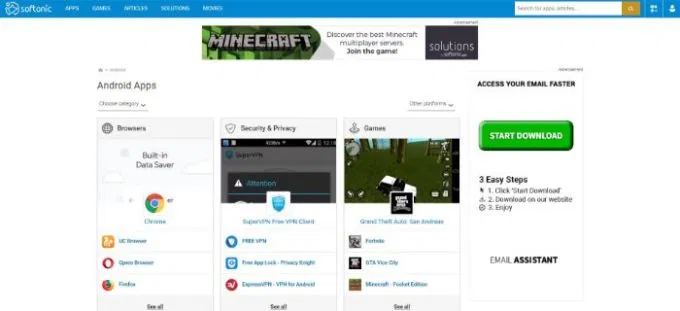 softonic
APPS GAMES ARTICLES SOLUTIONS MOVIES
Search for apps, articles...
Advertisement
MINECRAFT
Discover the best Minecraft
multiplayer servers.
Join the game!
solutions
by softonic
Android
Advertisement
Android Apps
Choose category
Other platforms
Browsers
Built-in
Data Saver
Chrome
UC Browser
Opera Browser
Firefox
See all
Security & Privacy
SuperVPN
Attention
SuperVPN Free VPN Client
FREE VPN
Free App Lock - Privacy Knight
ExpressVPN - VPN for Android
See all
Games
Grand Theft Auto: San Andreas
Fortnite
GTA Vice City
Minecraft - Pocket Edition
See all
ACCESS YOUR EMAIL FASTER
START DOWNLOAD
3 Easy Steps
1. Click 'Start Download'
2. Download on our website
3. Enjoy
EMAIL ASSISTANT